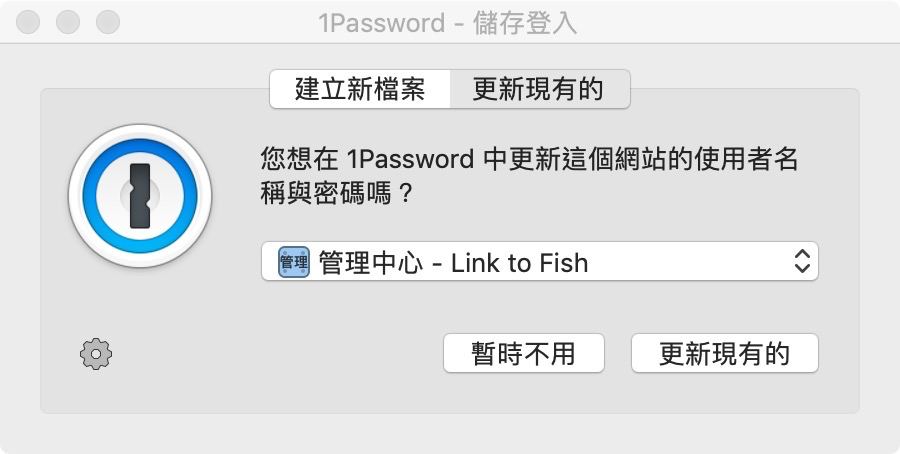 1Password - 儲存登入
建立新檔案 更新現有的
您想在 1Password 中更新這個網站的使用者名
稱與密碼嗎？
管理 管理中心 - Link to Fish
暫時不用 更新現有的